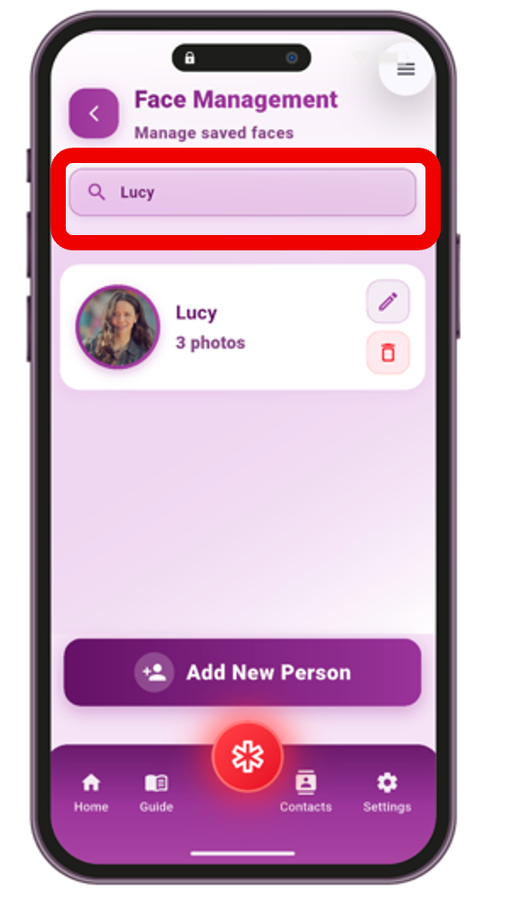 Face Management
Manage saved faces
Lucy
Lucy
3 photos
Add New Person
Home
Guide
Contacts
Settings